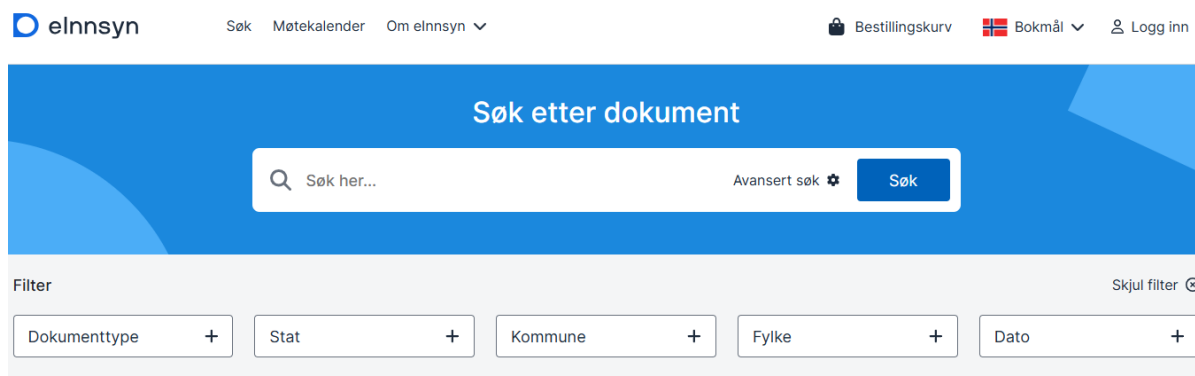 eInnsyn Søk Møtekalender Om eInnsyn Bestillingskurv Bokmål Logg inn
Søk etter dokument
Søk her... Avansert søk Søk
Filter Skjul filter
Dokumenttype Stat Kommune Fylke Dato